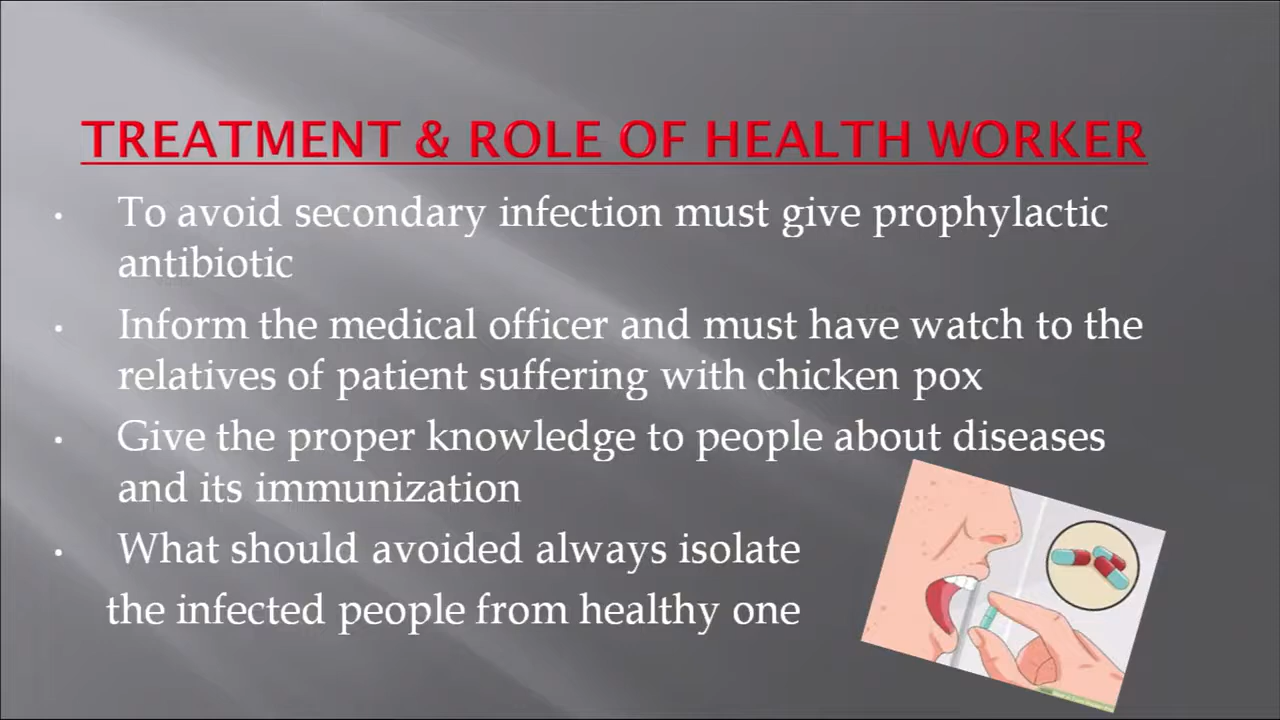 TREATMENT & ROLE OF HEALTH WORKER
• To avoid secondary infection must give prophylactic
antibiotic
• Inform the medical officer and must have watch to the
relatives of patient suffering with chicken pox
• Give the proper knowledge to people about diseases
and its immunization
• What should avoided always isolate
the infected people from healthy one